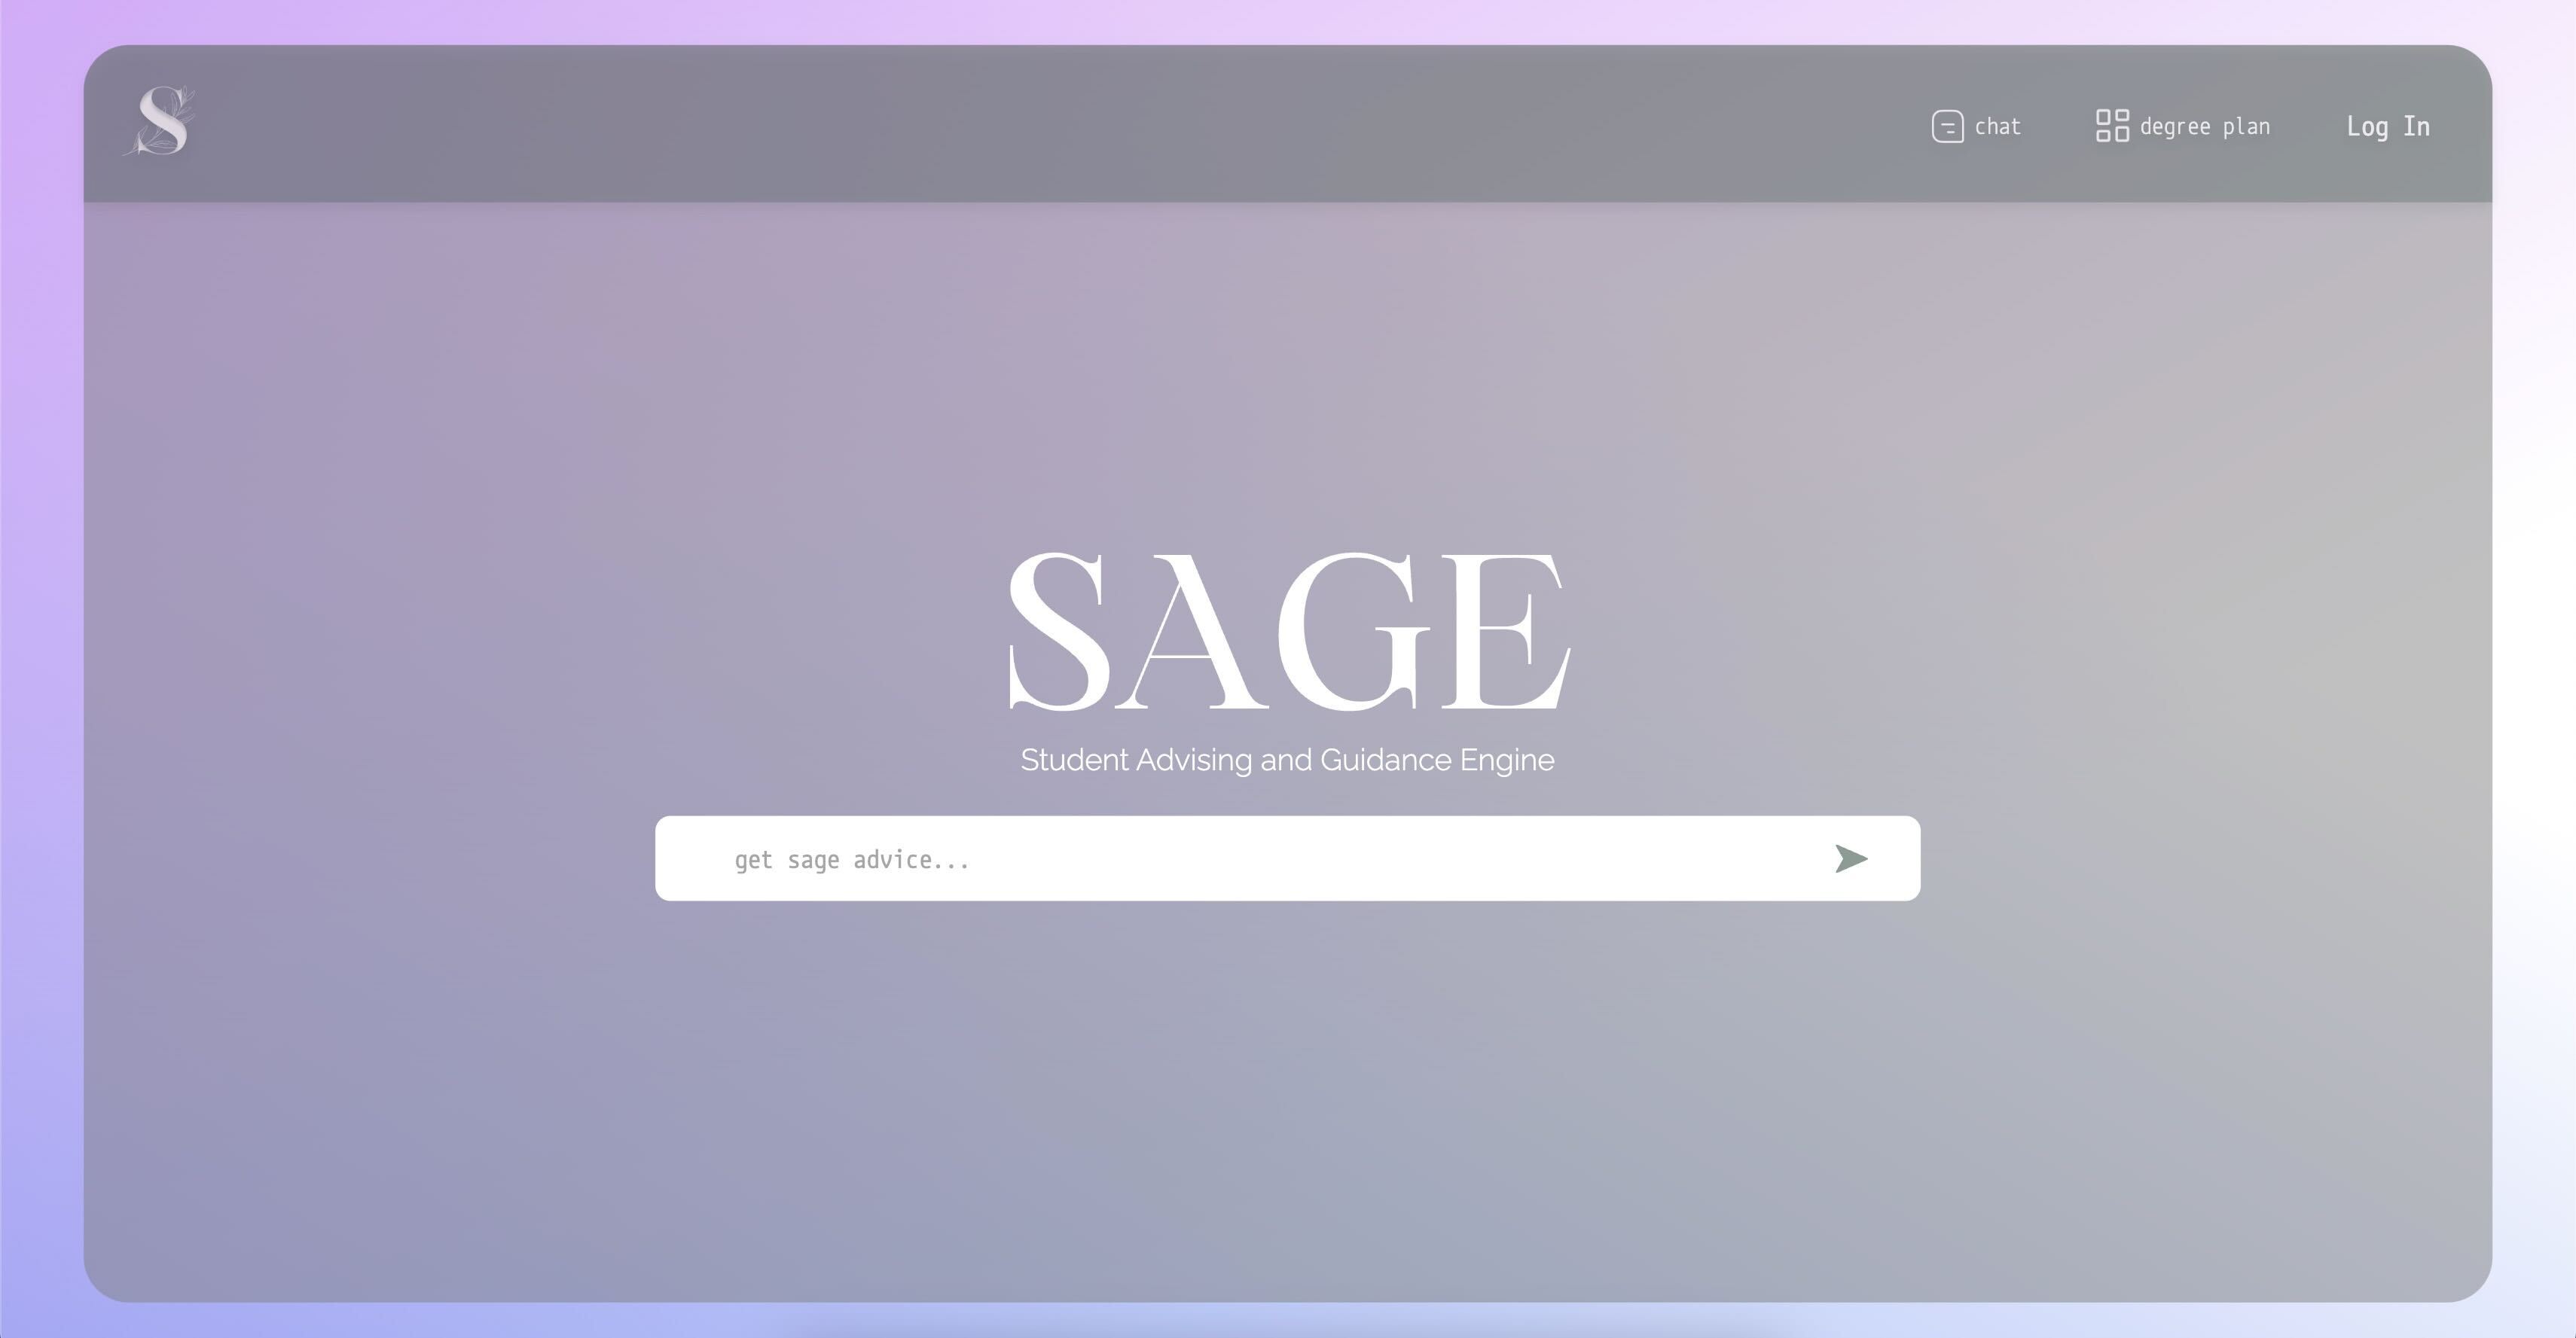 S
chat
degree plan
Log In
SAGE
Student Advising and Guidance Engine
get sage advice...